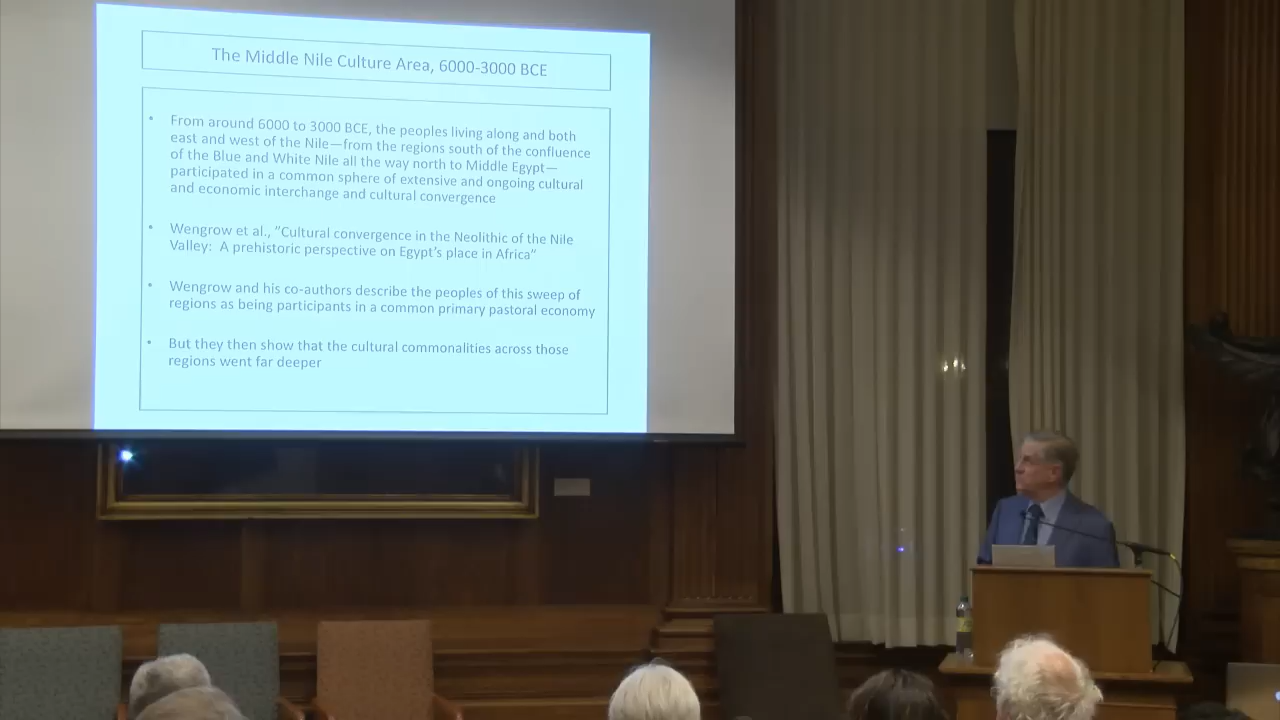 The Middle Nile Culture Area, 6000-3000 BCE
• From around 6000 to 3000 BCE, the peoples living along and both
east and west of the Nile—from the regions south of the confluence
of the Blue and White Nile all the way north to Middle Egypt—
participated in a common sphere of extensive and ongoing cultural
and economic interchange and cultural convergence
• Wengrow et al., “Cultural convergence in the Neolithic of the Nile
Valley: A prehistoric perspective on Egypt’s place in Africa”
• Wengrow and his co-authors describe the peoples of this sweep of
regions as being participants in a common primary pastoral economy
• But they then show that the cultural commonalities across those
regions went far deeper